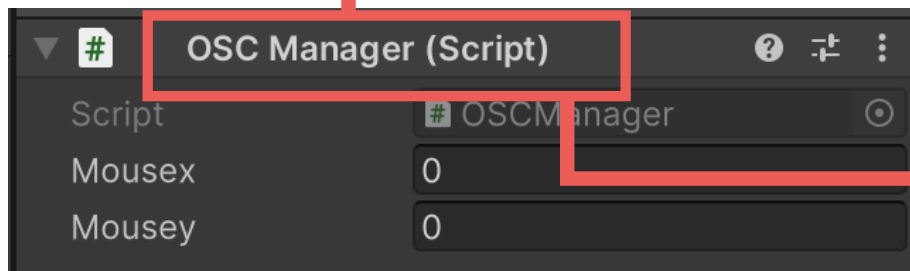 # OSC Manager (Script)
Script # OSCManager
Mousex 0
Mousey 0